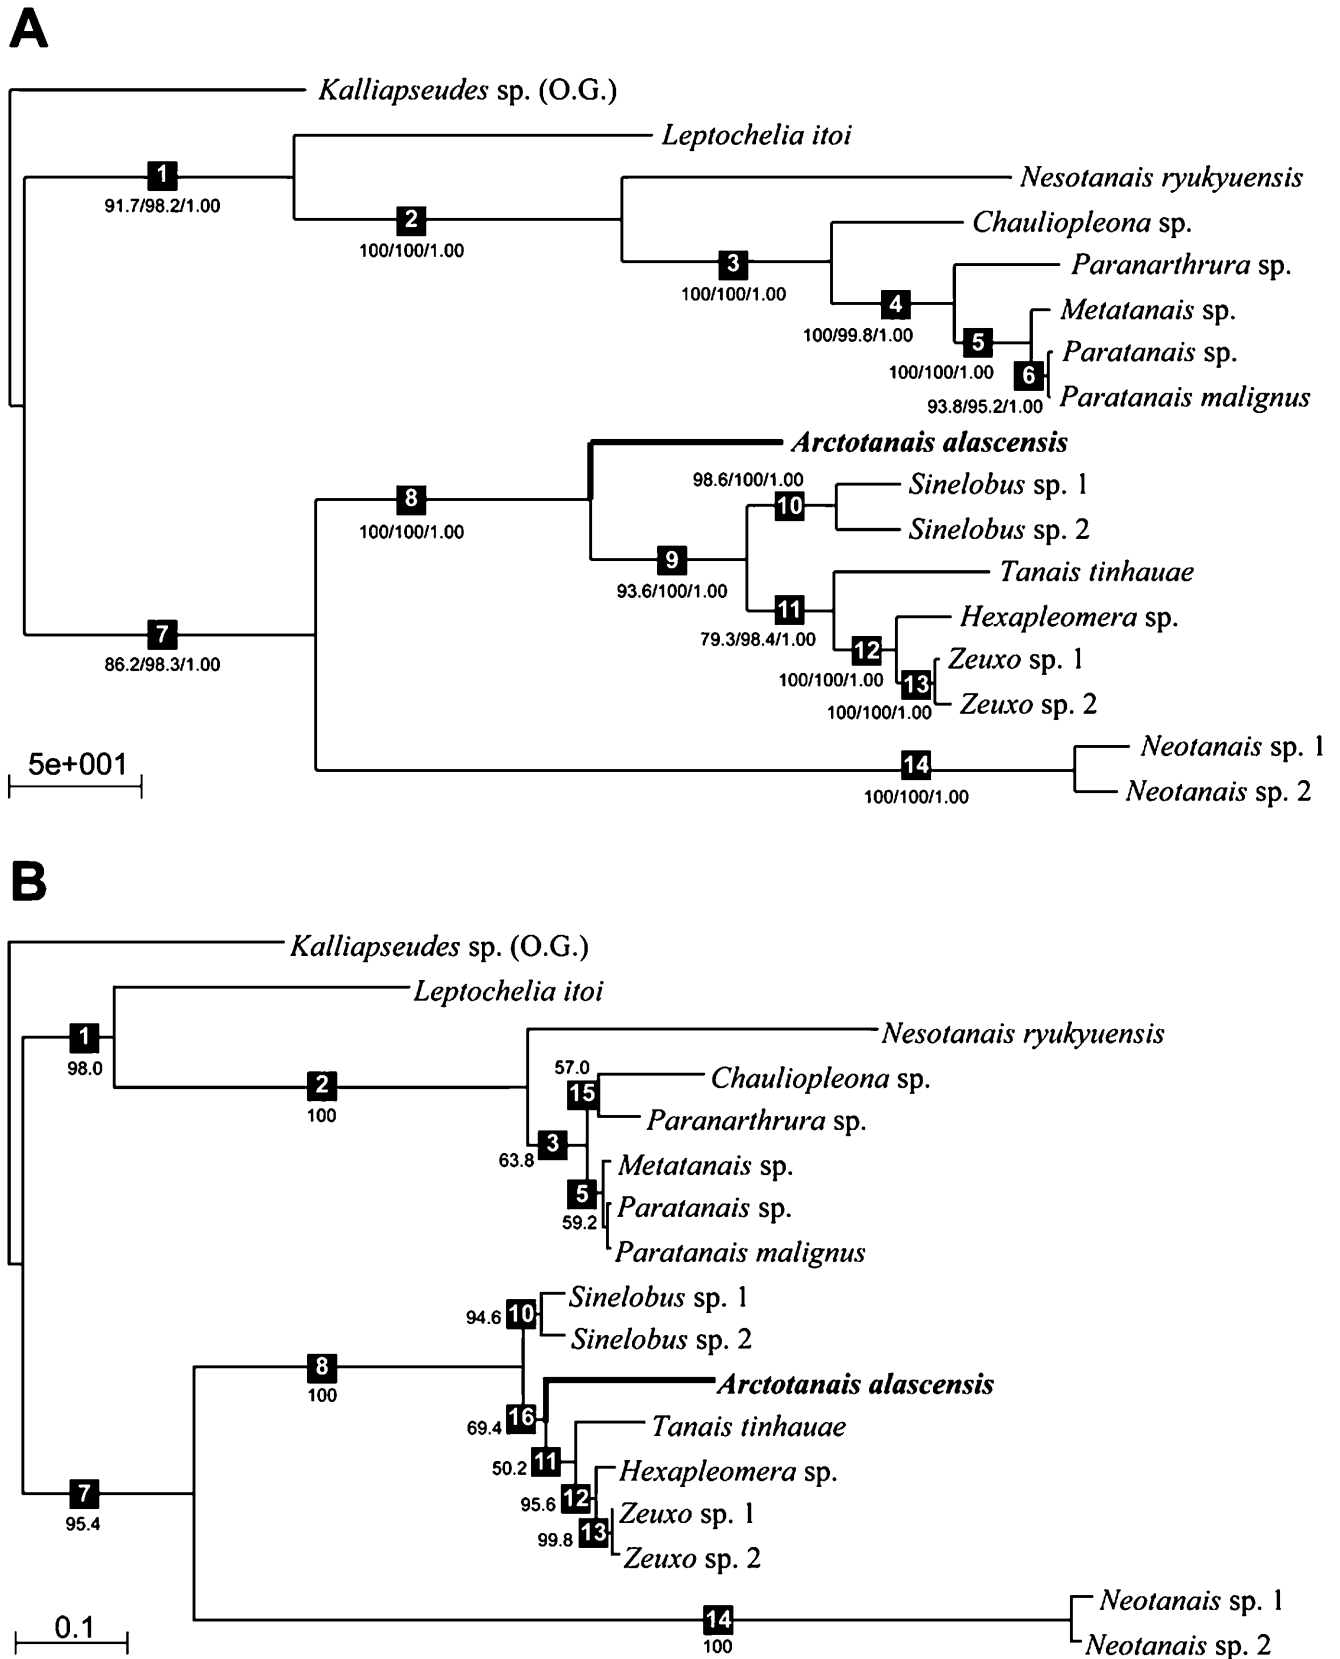 A
Kalliapseudes sp. (O.G.)
Leptochelia itoi
1
Nesotanais ryukyuensis
91.7/98.2/1.00
2
Chauliopleona sp.
100/100/1.00
3
Paranarthrura sp.
100/100/1.00
4
Metatanais sp.
100/99.8/1.00
5
Paratanais sp.
100/100/1.00
6
Paratanais malignus
93.8/95.2/1.00
Arctotanais alascensis
98.6/100/1.00
Sinelobus sp. 1
8
10
100/100/1.00
Sinelobus sp. 2
9
Tanais tinhauae
93.6/100/1.00
11
Hexapleomera sp.
7
79.3/98.4/1.00
12
Zeuxo sp. 1
86.2/98.3/1.00
100/100/1.00
13
Zeuxo sp. 2
100/100/1.00
Neotanais sp. 1
5e+001
14
Neotanais sp. 2
100/100/1.00
B
Kalliapseudes sp. (O.G.)
Leptochelia itoi
1
Nesotanais ryukyuensis
98.0
57.0
Chauliopleona sp.
2
15
100
Paranarthrura sp.
3
63.8
Metatanais sp.
5
Paratanais sp.
59.2
Paratanais malignus
Sinelobus sp. 1
94.6
10
Sinelobus sp. 2
8
100
Arctotanais alascensis
16
69.4
Tanais tinhauae
11
50.2
Hexapleomera sp.
7
12
95.6
Zeuxo sp. 1
95.4
13
99.8
Zeuxo sp. 2
Neotanais sp. 1
0.1
14
100
Neotanais sp. 2